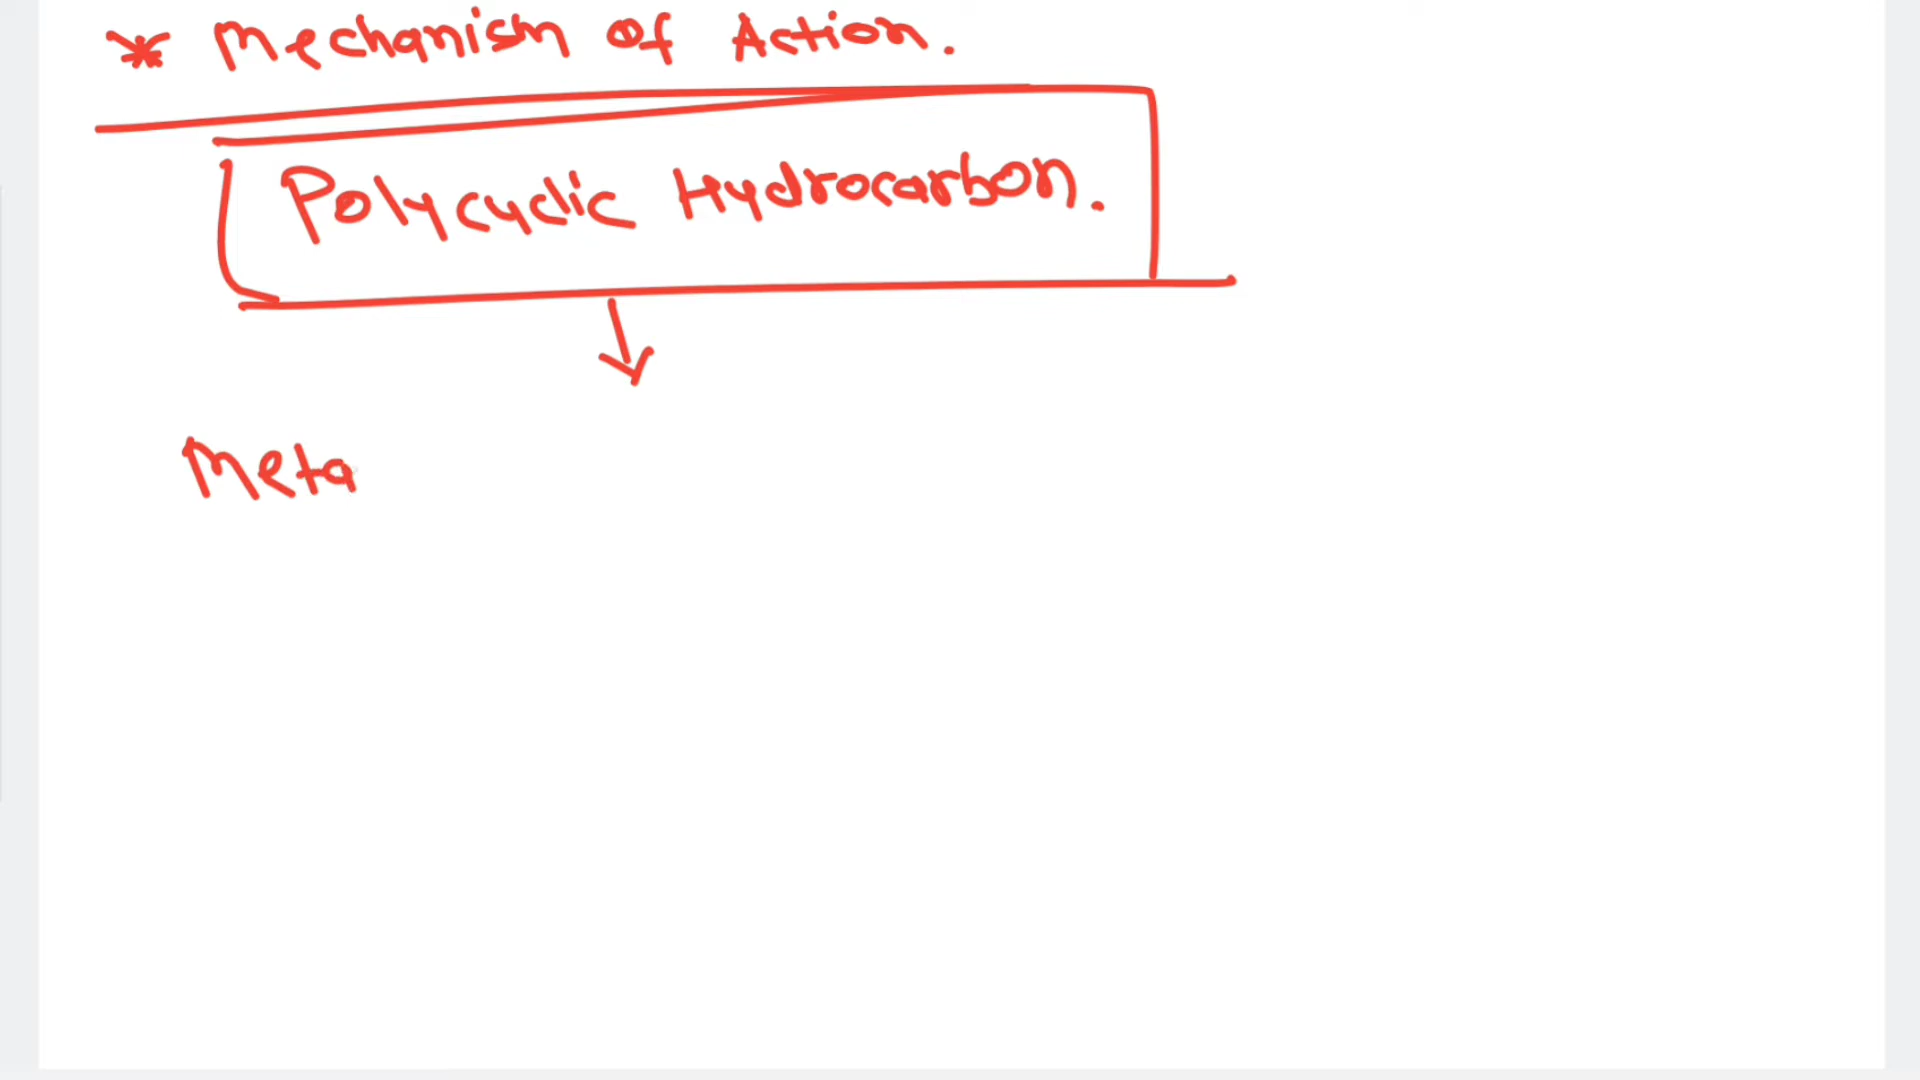 * Mechanism of Action.
Polycyclic Hydrocarbon.
Meta